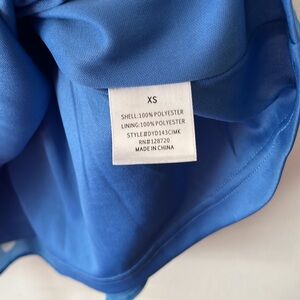 XS
SHELL:100% POLYESTER
LINING:100% POLYESTER
STYLE#DYD143CIMK
RN#128720
MADE IN CHINA